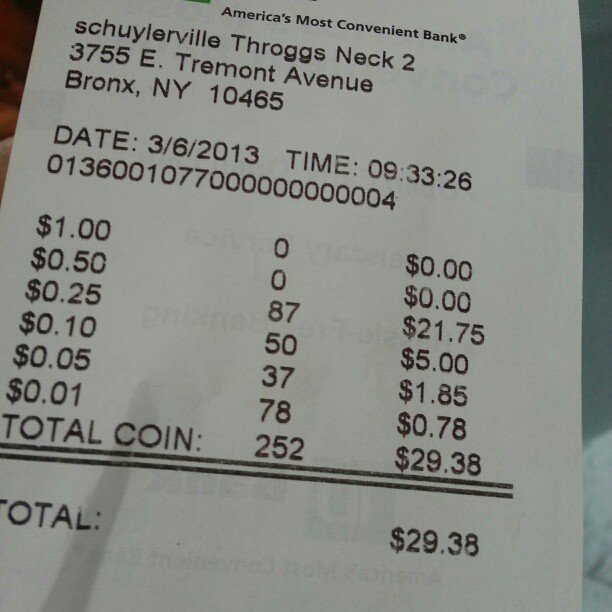 America's Most Convenient Bank®
schuylerville Throggs Neck 2
3755 E. Tremont Avenue
Bronx, NY 10465
DATE: 3/6/2013 TIME: 09:33:26
0136001077000000000004
$1.00 0 $0.00
$0.50 0 $0.00
$0.25 87 $21.75
$0.10 50 $5.00
$0.05 37 $1.85
$0.01 78 $0.78
TOTAL COIN: 252 $29.38
TOTAL: $29.38